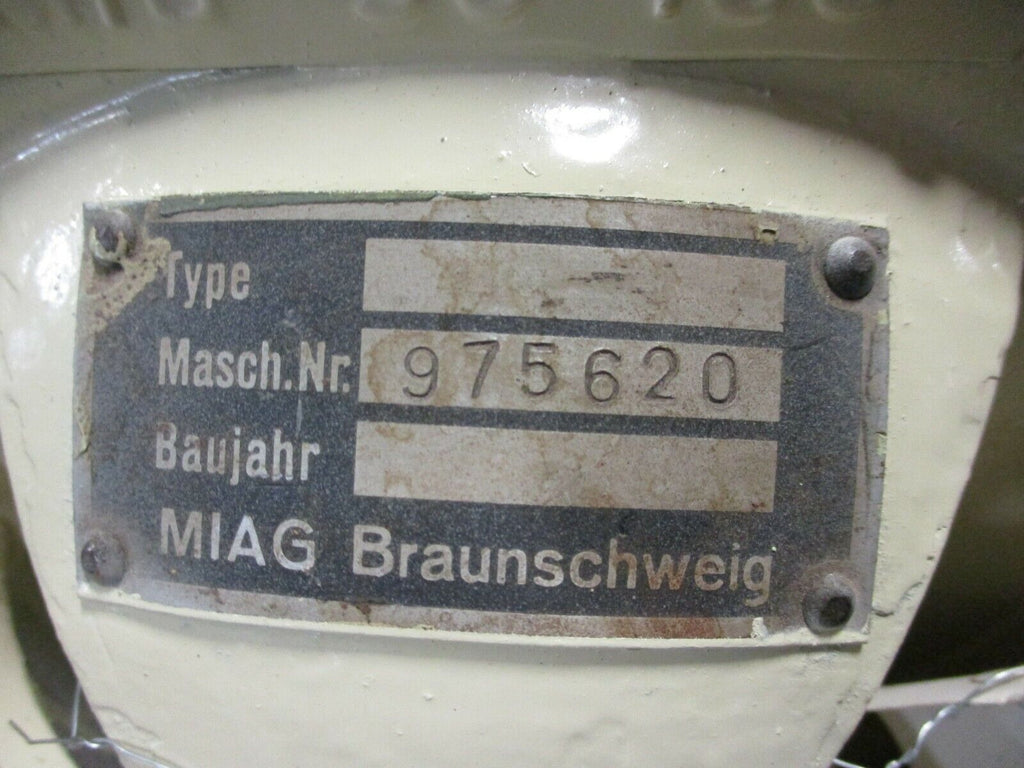 Type
Masch.Nr. 975620
Baujahr
MIAG Braunschweig